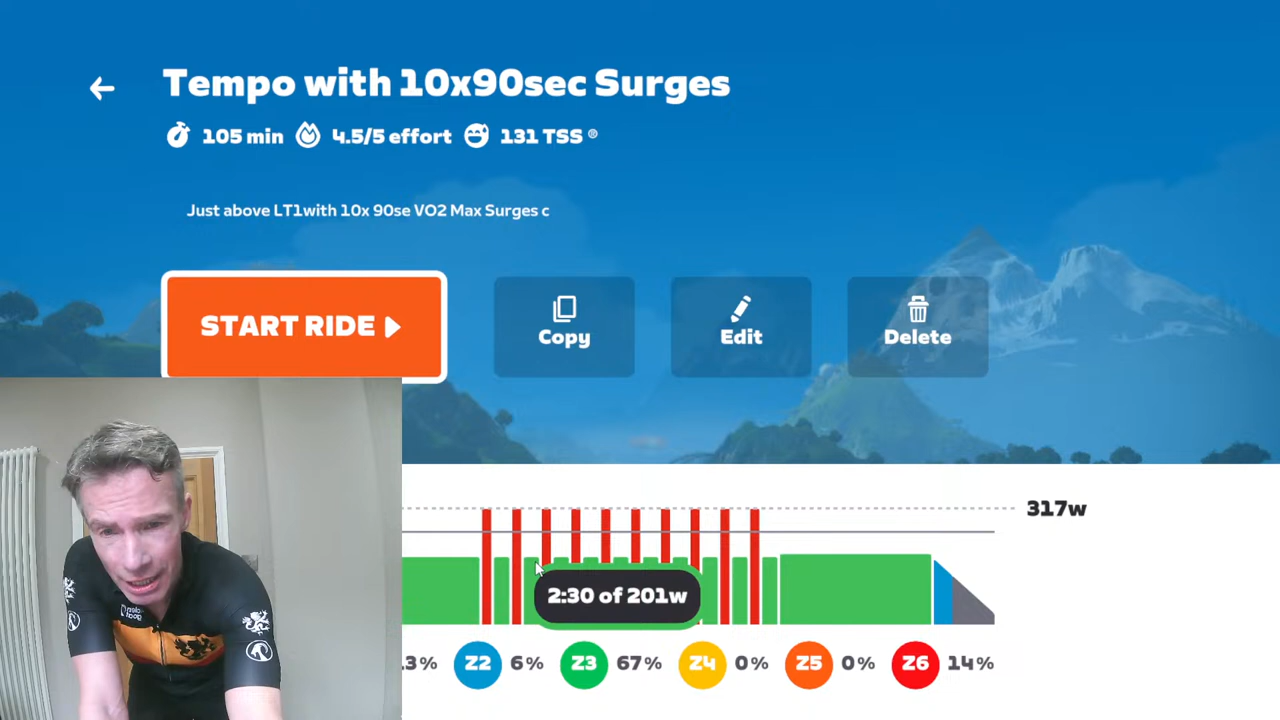 Tempo with 10x90sec Surges
105 min 4.5/5 effort 131 TSS ®
Just above LT1with 10x 90se VO2 Max Surges c
START RIDE
Copy
Edit
Delete
317w
2:30 of 201w
Z2 6% Z3 67% Z4 0% Z5 0% Z6 14%